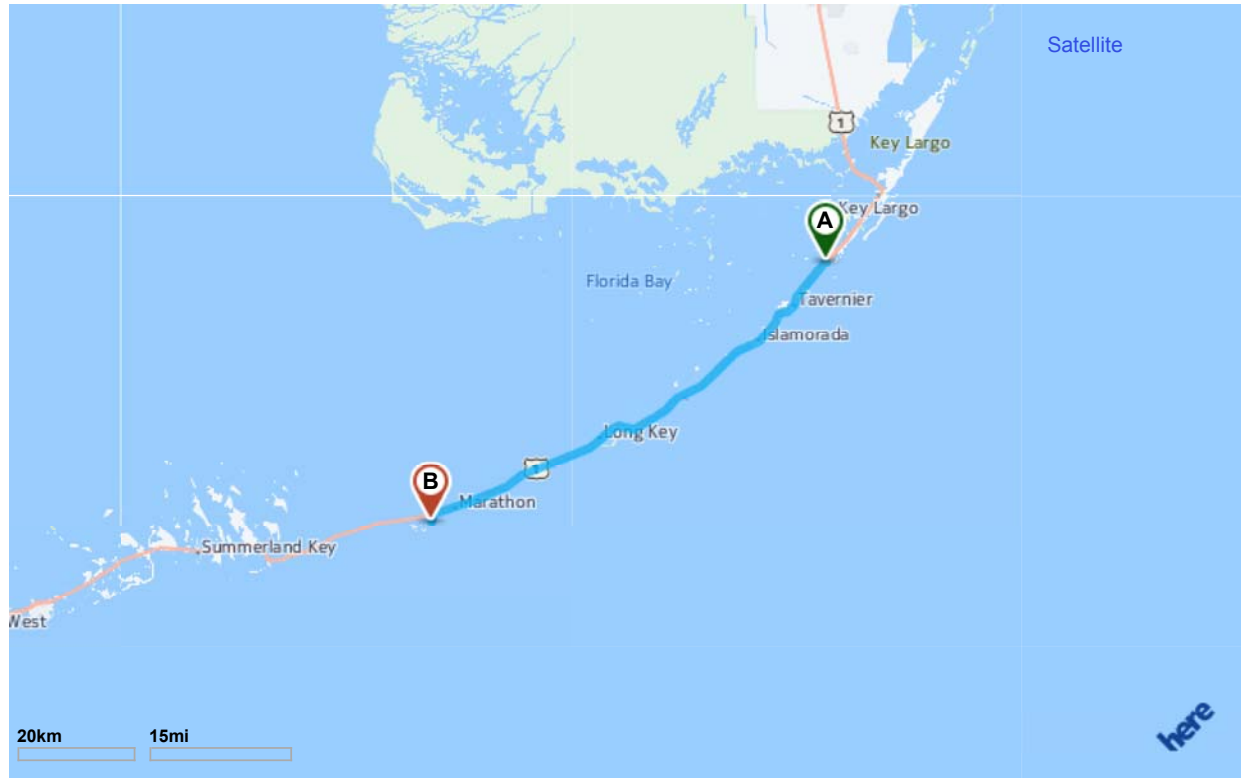 Satellite
1
Key Largo
Key Largo
A
Florida Bay
Tavernier
Islamorada
Long Key
B
1
Marathon
Summerland Key
West
20km
15mi
here